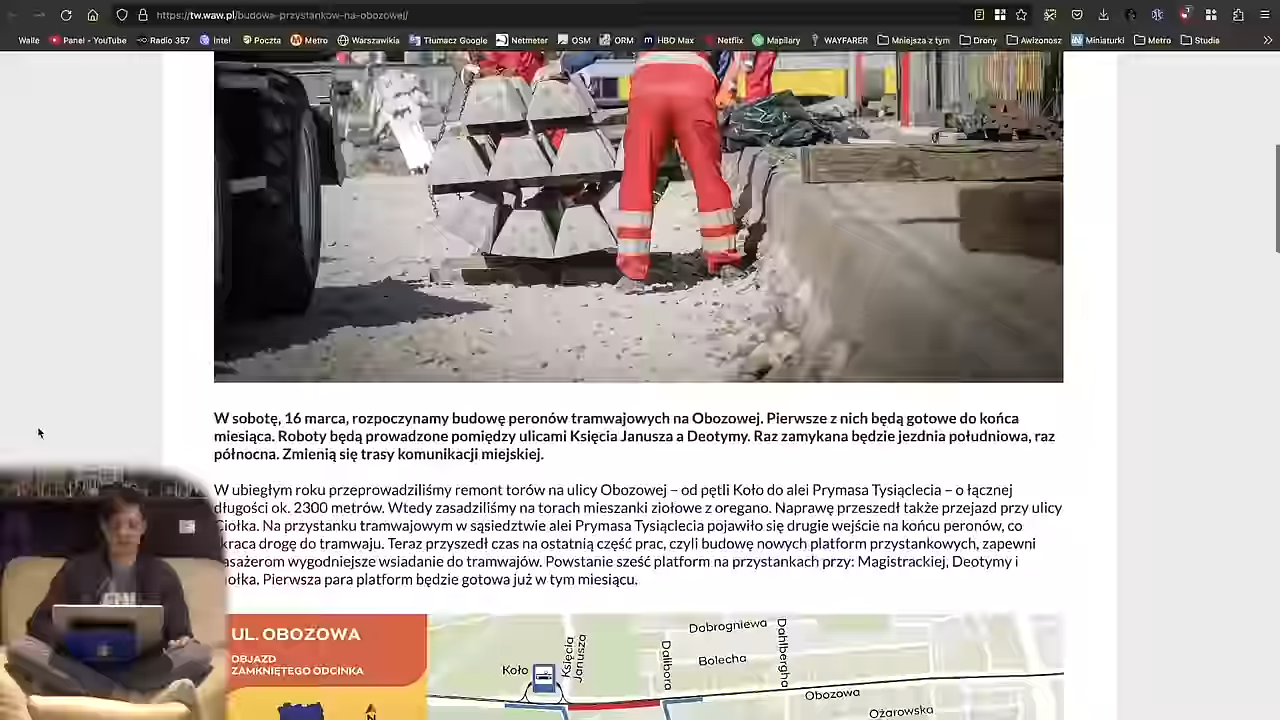 https://tw.waw.pl/budowa-przystankow-na-obozowej/
Walle Panel - YouTube Radio 357 Intel Poczta Metro Warszawikia Tłumacz Google Netmeter OSM ORM HBO Max Netflix Mapilary WAYFARER Mniejsza z tym Drony Awizonosz Miniaturki Metro Studia
W sobotę, 16 marca, rozpoczynamy budowę peronów tramwajowych na Obozowej. Pierwsze z nich będą gotowe do końca
miesiąca. Roboty będą prowadzone pomiędzy ulicami Księcia Janusza a Deotymy. Raz zamykana będzie jezdnia południowa, raz
północna. Zmienią się trasy komunikacji miejskiej.
W ubiegłym roku przeprowadziliśmy remont torów na ulicy Obozowej – od pętli Koło do alei Prymasa Tysiąclecia – o łącznej
długości ok. 2300 metrów. Wtedy zasadziliśmy na torach mieszanki ziołowe z oregano. Naprawę przeszedł także przejazd przy ulicy
Ciołka. Na przystanku tramwajowym w sąsiedztwie alei Prymasa Tysiąclecia pojawiło się drugie wejście na końcu peronów, co
kraca drogę do tramwaju. Teraz przyszedł czas na ostatnią część prac, czyli budowę nowych platform przystankowych, zapewni
asażerom wygodniejsze wsiadanie do tramwajów. Powstanie sześć platform na przystankach przy: Magistrackiej, Deotymy i
ołka. Pierwsza para platform będzie gotowa już w tym miesiącu.
UL. OBOZOWA
OBJAZD
ZAMKNIĘTEGO ODCINKA
N
Koło
Księcia
Janusza
Dalibora
Dobrogniewa
Bolecha
Dahlbergha
Obozowa
Ożarowska